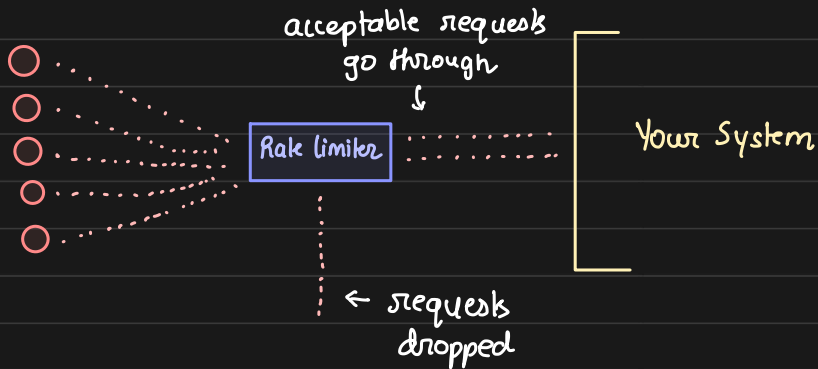 acceptable requests
go through
Rate limiter
Your System
requests
dropped